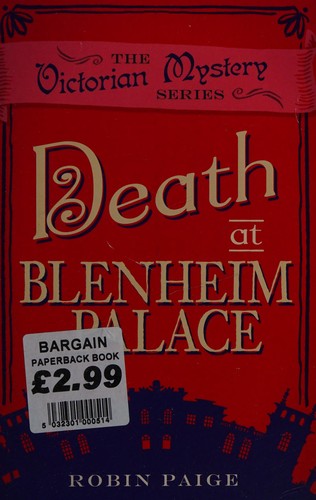 THE
Victorian Mystery
SERIES
Death
at
BLENHEIM
PALACE
BARGAIN
PAPERBACK BOOK
£2.99
5 032301 000514
ROBIN PAIGE